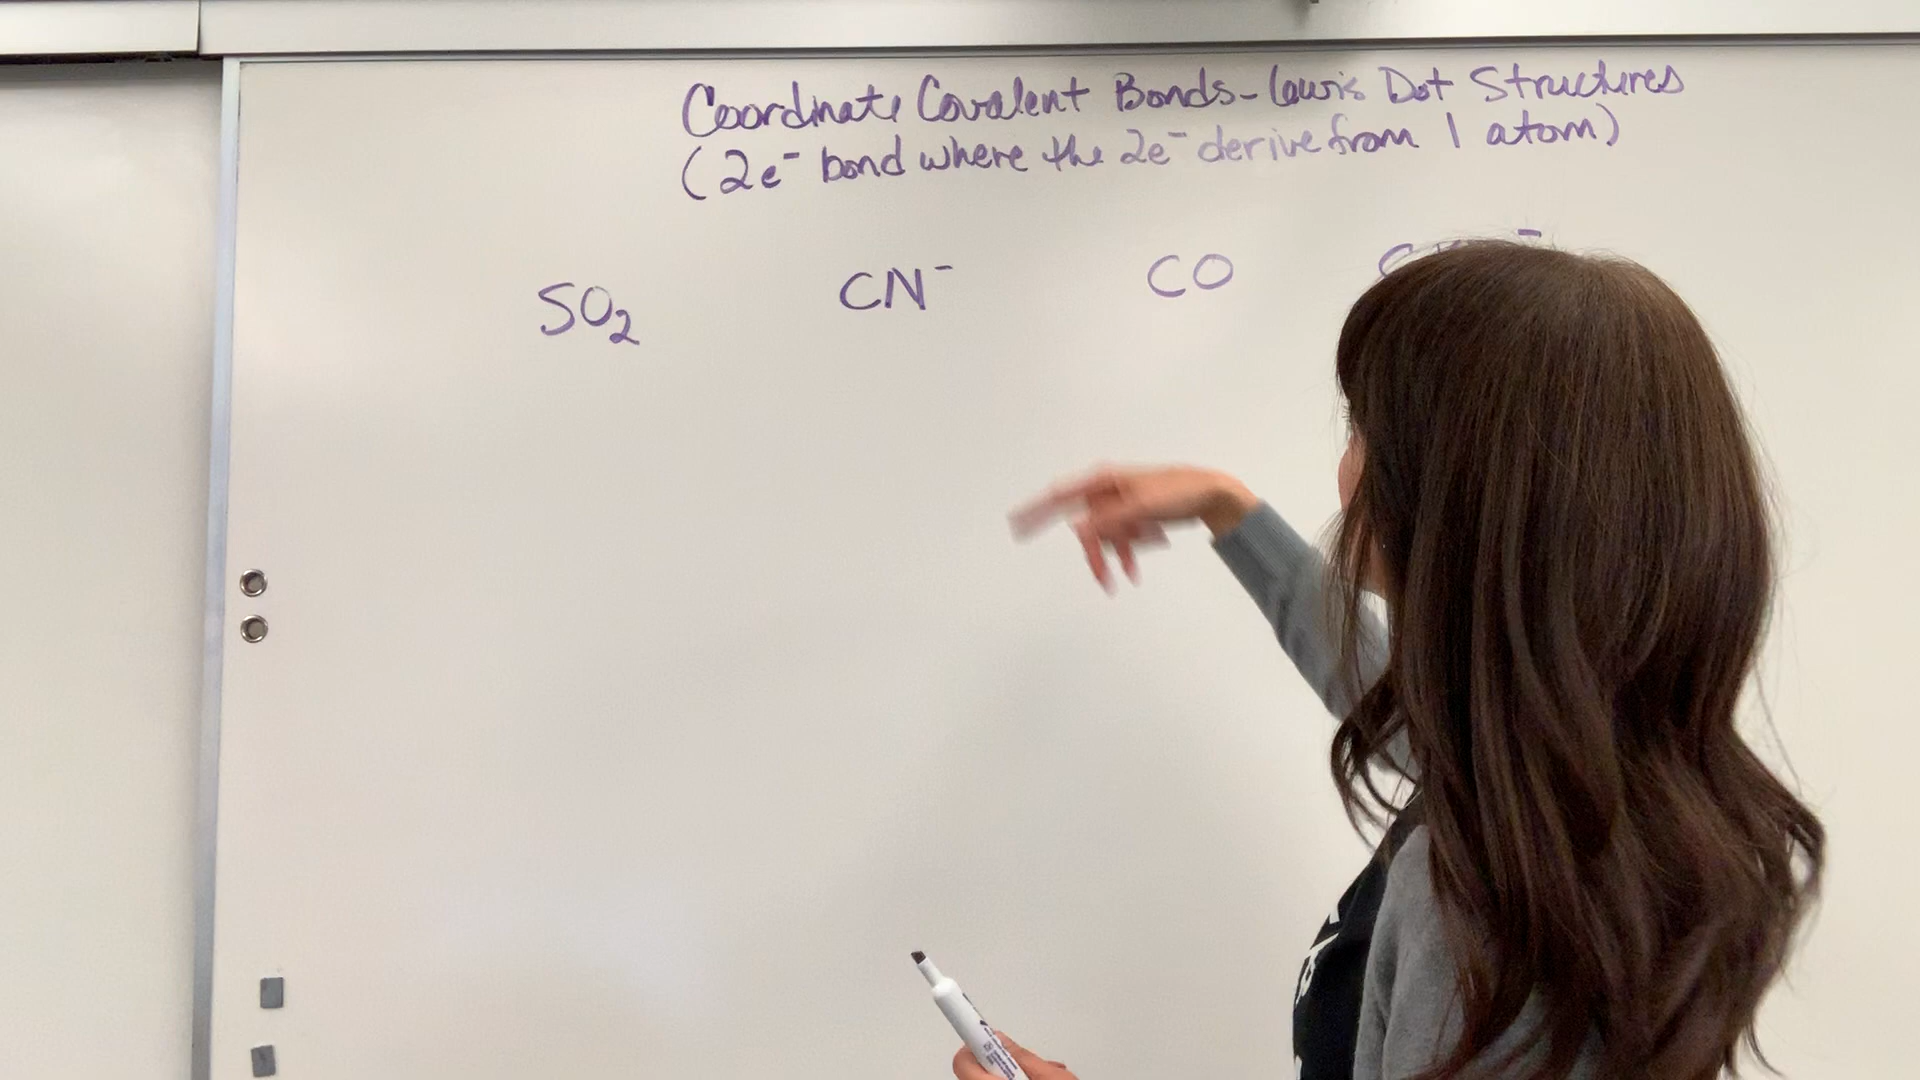 Coordinate Covalent Bonds - Lewis Dot Structures
(2e⁻ bond where the 2e⁻ derive from 1 atom)
SO₂ CN⁻ CO